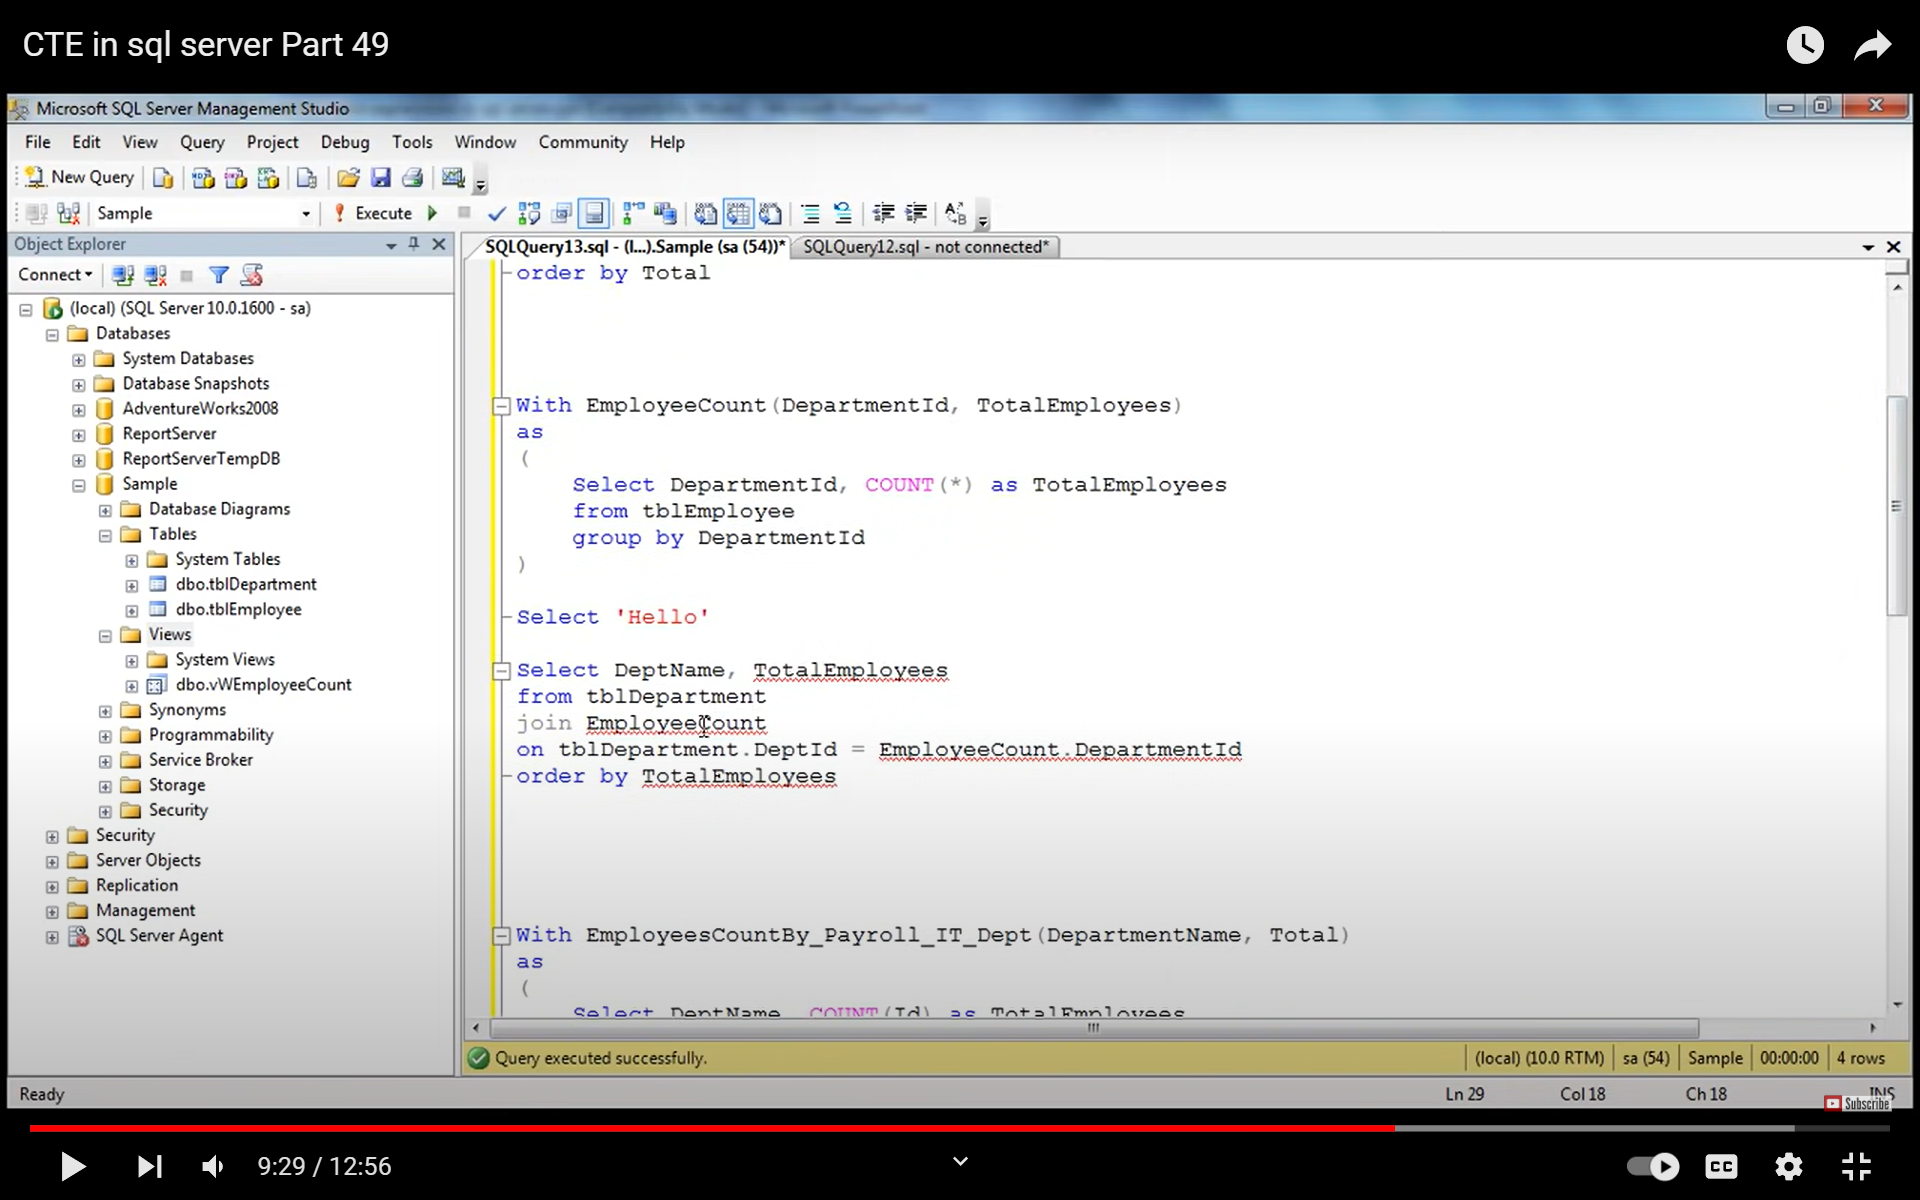 CTE in sql server Part 49
Microsoft SQL Server Management Studio
File Edit View Query Project Debug Tools Window Community Help
New Query
Sample Execute
Object Explorer
SQLQuery13.sql - (l...).Sample (sa (54))* SQLQuery12.sql - not connected*
Connect
(local) (SQL Server 10.0.1600 - sa)
Databases
System Databases
Database Snapshots
AdventureWorks2008
ReportServer
ReportServerTempDB
Sample
Database Diagrams
Tables
System Tables
dbo.tblDepartment
dbo.tblEmployee
Views
System Views
dbo.vWEmployeeCount
Synonyms
Programmability
Service Broker
Storage
Security
Security
Server Objects
Replication
Management
SQL Server Agent
order by Total
With EmployeeCount(DepartmentId, TotalEmployees)
as
(
Select DepartmentId, COUNT(*) as TotalEmployees
from tblEmployee
group by DepartmentId
)
Select 'Hello'
Select DeptName, TotalEmployees
from tblDepartment
join EmployeeCount
on tblDepartment.DeptId = EmployeeCount.DepartmentId
order by TotalEmployees
With EmployeesCountBy_Payroll_IT_Dept(DepartmentName, Total)
as
(
Select DeptName, COUNT(Id) as TotalEmployees
Query executed successfully. (local) (10.0 RTM) sa (54) Sample 00:00:00 4 rows
Ready Ln 29 Col 18 Ch 18 INS
Subscribe
9:29 / 12:56 CC